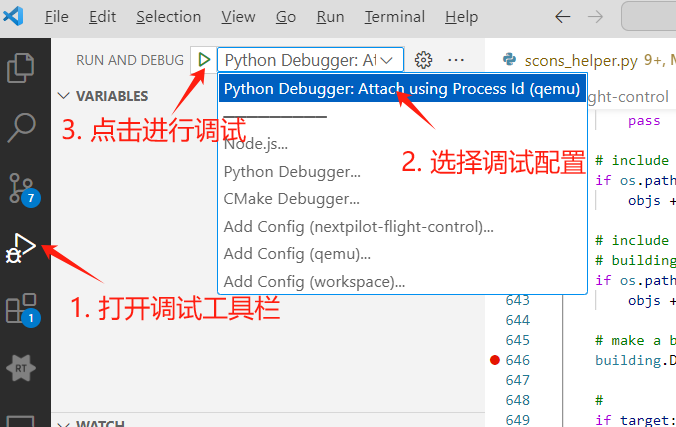 File Edit Selection View Go Run Terminal Help
RUN AND DEBUG Python Debugger: At
scons_helper.py 9+, M
VARIABLES
Python Debugger: Attach using Process Id (qemu)
ght-control
3. 点击进行调试
pass
Node.js...
2. 选择调试配置
# include
Python Debugger...
if os.path
CMake Debugger...
objs +
7
Add Config (nextpilot-flight-control)...
# include
Add Config (qemu)...
# building
Add Config (workspace)...
if os.path
1. 打开调试工具栏
643 objs +
1
644
645 # make a b
646 building.D
RT
647
648 #
649 if target:
WATCH